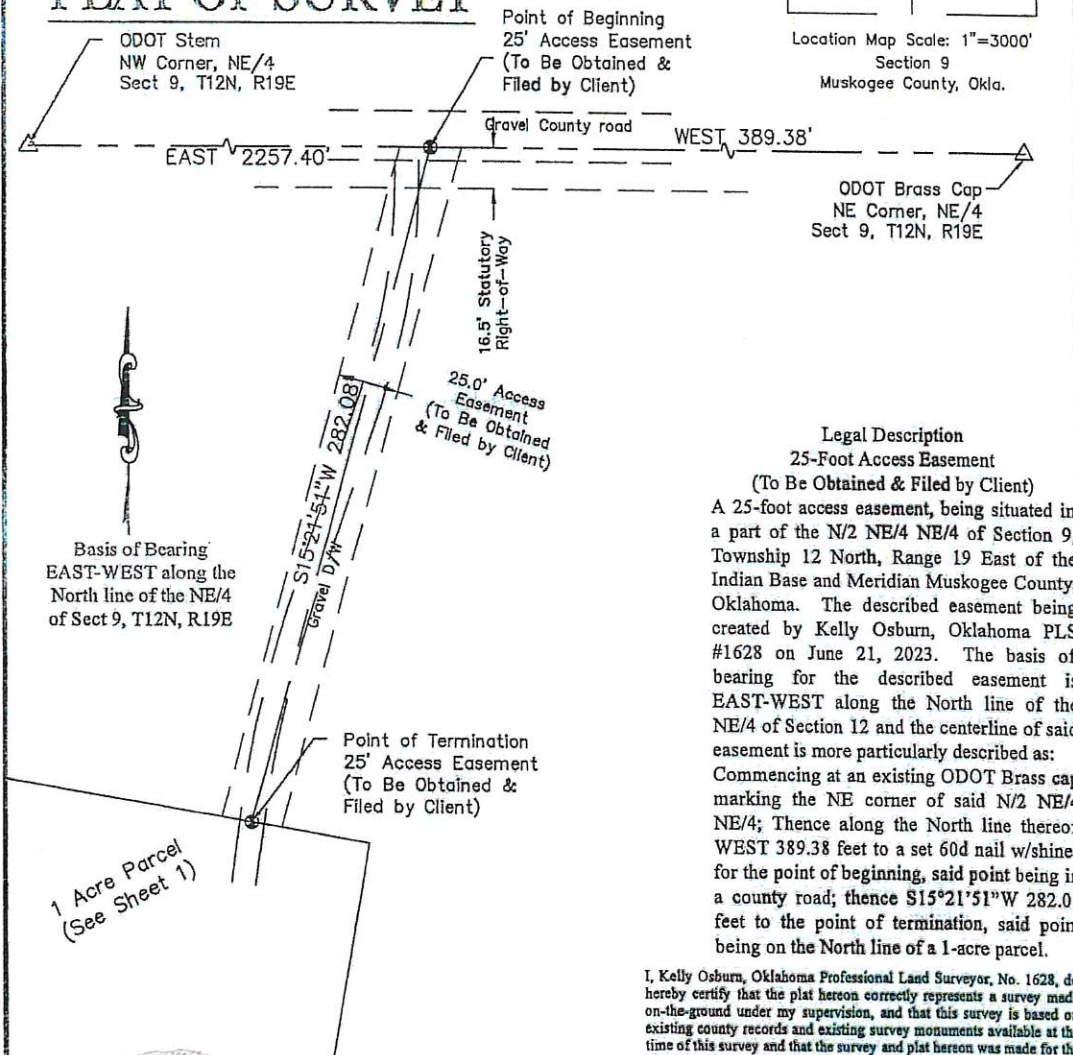 PLAT OF SURVEY
ODOT Stem
NW Corner, NE/4
Sect 9, T12N, R19E
Point of Beginning
25' Access Easement
(To Be Obtained &
Filed by Client)
Location Map Scale: 1"=3000'
Section 9
Muskogee County, Okla.
Gravel County road
EAST 2257.40'
WEST 389.38'
ODOT Brass Cap
NE Corner, NE/4
Sect 9, T12N, R19E
16.5' Statutory
Right-of-Way
25.0' Access
Easement
(To Be Obtained
& Filed by Client)
S15°21'51"W 282.08'
Gravel D/W
Basis of Bearing
EAST-WEST along the
North line of the NE/4
of Sect 9, T12N, R19E
Point of Termination
25' Access Easement
(To Be Obtained &
Filed by Client)
1 Acre Parcel
(See Sheet 1)
Legal Description
25-Foot Access Easement
(To Be Obtained & Filed by Client)
A 25-foot access easement, being situated in
a part of the N/2 NE/4 NE/4 of Section 9,
Township 12 North, Range 19 East of the
Indian Base and Meridian Muskogee County,
Oklahoma. The described easement being
created by Kelly Osburn, Oklahoma PLS
#1628 on June 21, 2023. The basis of
bearing for the described easement is
EAST-WEST along the North line of the
NE/4 of Section 12 and the centerline of said
easement is more particularly described as:
Commencing at an existing ODOT Brass cap
marking the NE corner of said N/2 NE/4
NE/4; Thence along the North line thereof
WEST 389.38 feet to a set 60d nail w/shine
for the point of beginning, said point being in
a county road; thence S15°21'51"W 282.0
feet to the point of termination, said poin
being on the North line of a 1-acre parcel.
I, Kelly Osburn, Oklahoma Professional Land Surveyor, No. 1628, d
hereby certify that the plat hereon correctly represents a survey mad
on-the-ground under my supervision, and that this survey is based o
existing county records and existing survey monuments available at th
time of this survey and that the survey and plat hereon was made for th